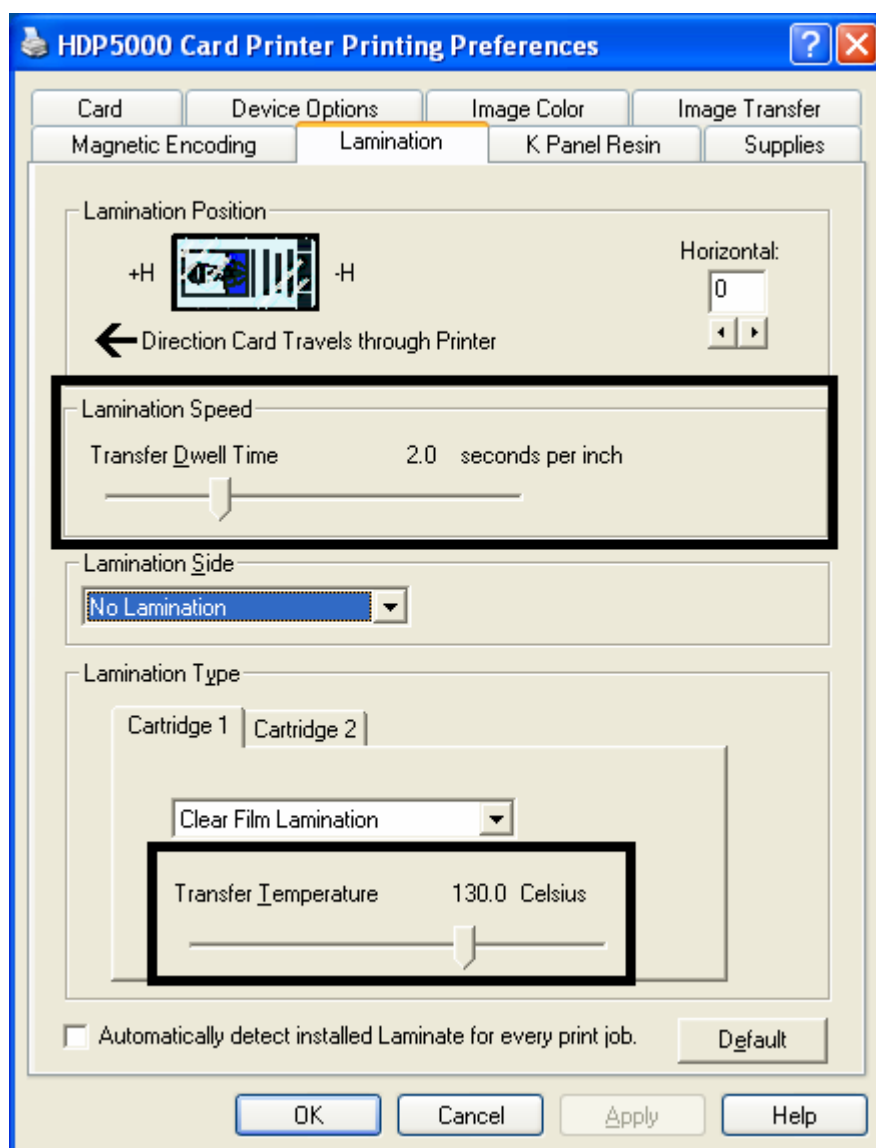 HDP5000 Card Printer Printing Preferences
Card Device Options Image Color Image Transfer
Magnetic Encoding Lamination K Panel Resin Supplies
Lamination Position
+H -H
Horizontal:
0
Direction Card Travels through Printer
Lamination Speed
Transfer Dwell Time 2.0 seconds per inch
Lamination Side
No Lamination
Lamination Type
Cartridge 1 Cartridge 2
Clear Film Lamination
Transfer Temperature 130.0 Celsius
Automatically detect installed Laminate for every print job.
Default
OK Cancel Apply Help